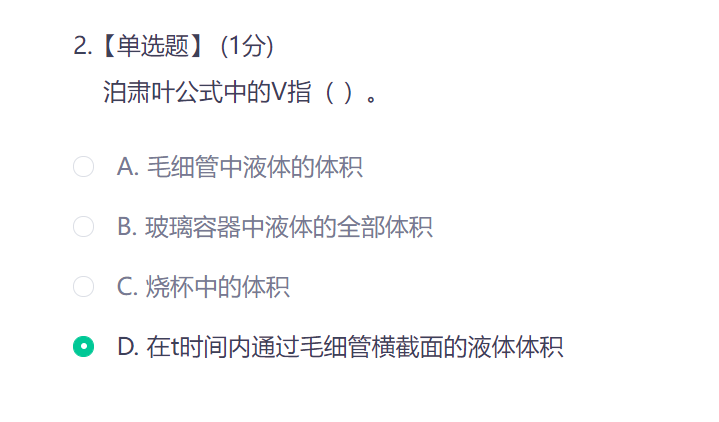 2.【单选题】 (1分)
泊肃叶公式中的V指（ ）。
A. 毛细管中液体的体积
B. 玻璃容器中液体的全部体积
C. 烧杯中的体积
D. 在t时间内通过毛细管横截面的液体体积